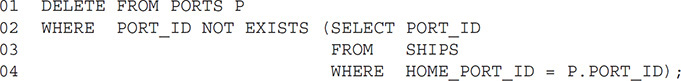 01 DELETE FROM PORTS P
02 WHERE PORT_ID NOT EXISTS (SELECT PORT_ID
03 FROM SHIPS
04 WHERE HOME_PORT_ID = P.PORT_ID);